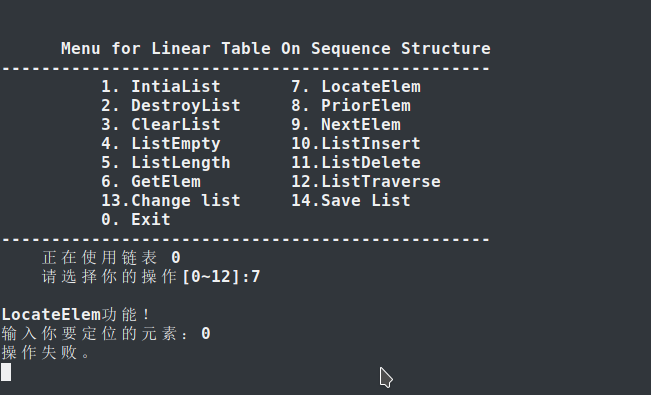 Menu for Linear Table On Sequence Structure
-------------------------------------------------
1. IntiaList 7. LocateElem
2. DestroyList 8. PriorElem
3. ClearList 9. NextElem
4. ListEmpty 10.ListInsert
5. ListLength 11.ListDelete
6. GetElem 12.ListTraverse
13.Change list 14.Save List
0. Exit
-------------------------------------------------
正在使用链表 0
请选择你的操作[0~12]:7
LocateElem功能！
输入你要定位的元素：0
操作失败。